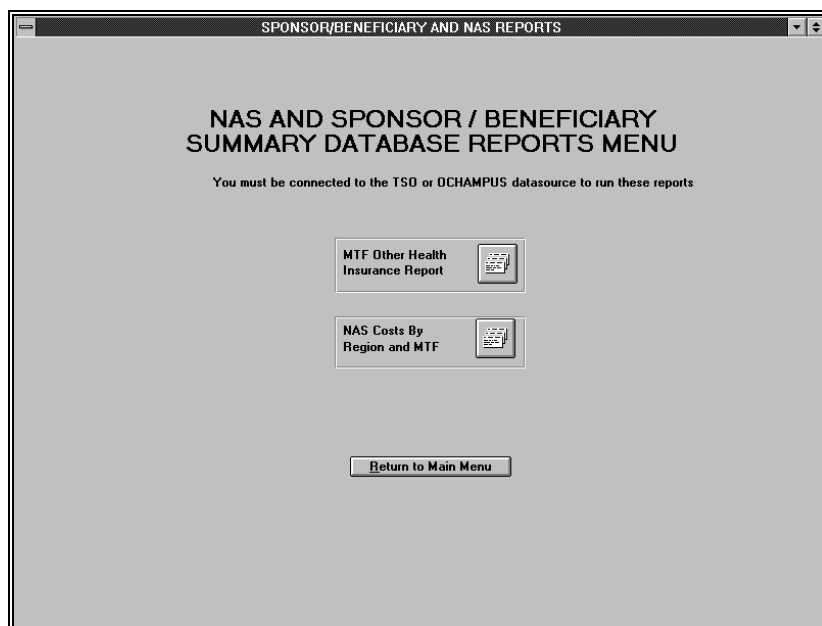 SPONSOR/BENEFICIARY AND NAS REPORTS
NAS AND SPONSOR / BENEFICIARY
SUMMARY DATABASE REPORTS MENU
You must be connected to the TSO or OCHAMPUS datasource to run these reports
MTF Other Health
Insurance Report
NAS Costs By
Region and MTF
Return to Main Menu